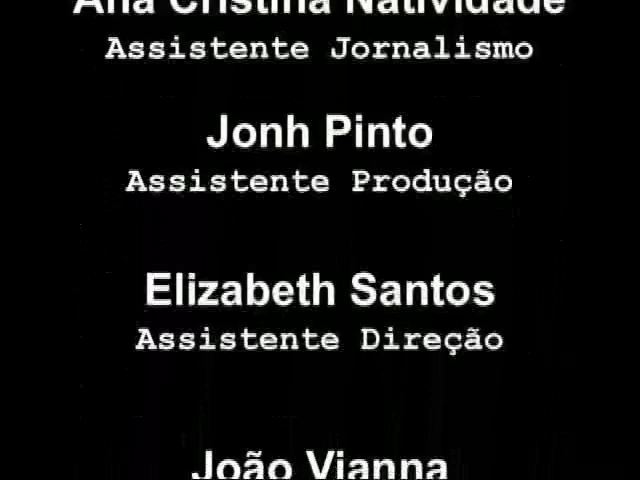 Ana Cristina Natividade
Assistente Jornalismo
Jonh Pinto
Assistente Produção
Elizabeth Santos
Assistente Direção
João Vianna